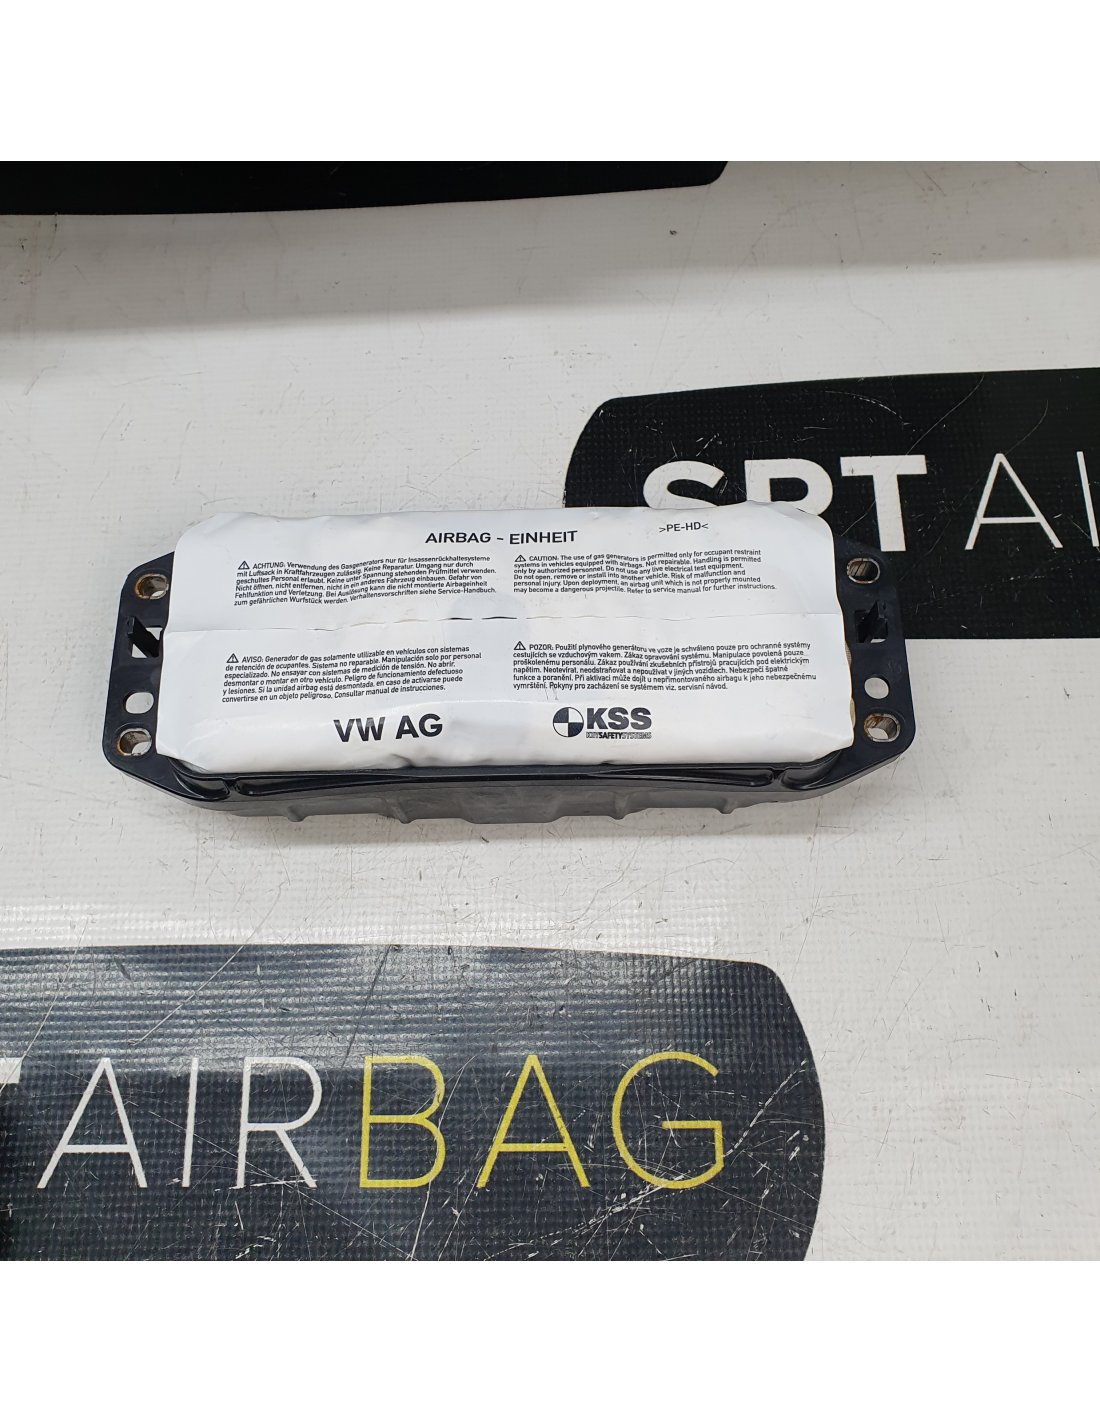 SRT AI
AIRBAG - EINHEIT
>PE-HD<
ACHTUNG: Verwendung des Gasgenerators nur für Insassenrückhaltesysteme
mit Luftsack in Kraftfahrzeugen zulässig. Keine Reparatur. Umgang nur durch
geschultes Personal erlaubt. Keine unter Spannung stehenden Prüfmittel verwenden.
Nicht öffnen, nicht entfernen, nicht in ein anderes Fahrzeug einbauen. Gefahr von
Fehlfunktion und Verletzung. Bei Auslösung kann die nicht montierte Airbageinheit
zum gefährlichen Wurfstück werden. Verhaltensvorschriften siehe Service-Handbuch.
CAUTION: The use of gas generators is permitted only for occupant restraint
systems in vehicles equipped with airbags. Not repairable. Handling is permitted
only by authorized personnel. Do not use any live electrical test equipment.
Do not open, remove or install into another vehicle. Risk of malfunction and
personal injury. Upon deployment, an airbag unit which is not properly mounted
may become a dangerous projectile. Refer to service manual for further instructions.
AVISO: Generador de gas solamente utilizable en vehículos con sistemas
de retención de ocupantes. Sistema no reparable. Manipulación solo por personal
especializado. No ensayar con sistemas de medición de tensión. No abrir,
desmontar o montar en otro vehículo. Peligro de funcionamiento defectuoso
y lesiones. Si la unidad airbag está desmontada, en caso de activarse puede
convertirse en un objeto peligroso. Consultar manual de instrucciones.
POZOR: Použití plynového generátoru ve voze je schváleno pouze pro ochranné systémy
cestujících se vzduchovým vakem. Zákaz opravování systému. Manipulace povolená pouze
proškolenému personálu. Zákaz používání zkušebních přístrojů pracujících pod elektrickým
napětím. Neotevírat, neodstraňovat a nepoužívat v jiných vozidlech. Nebezpečí špatné
funkce a poranění. Při aktivaci může dojít u nepřimontovaného airbagu k jeho nebezpečnému
vymrštění. Pokyny pro zacházení se systémem viz. servisní návod.
VW AG
KSS
KEYSAFETYSYSTEMS
T AIRBAG